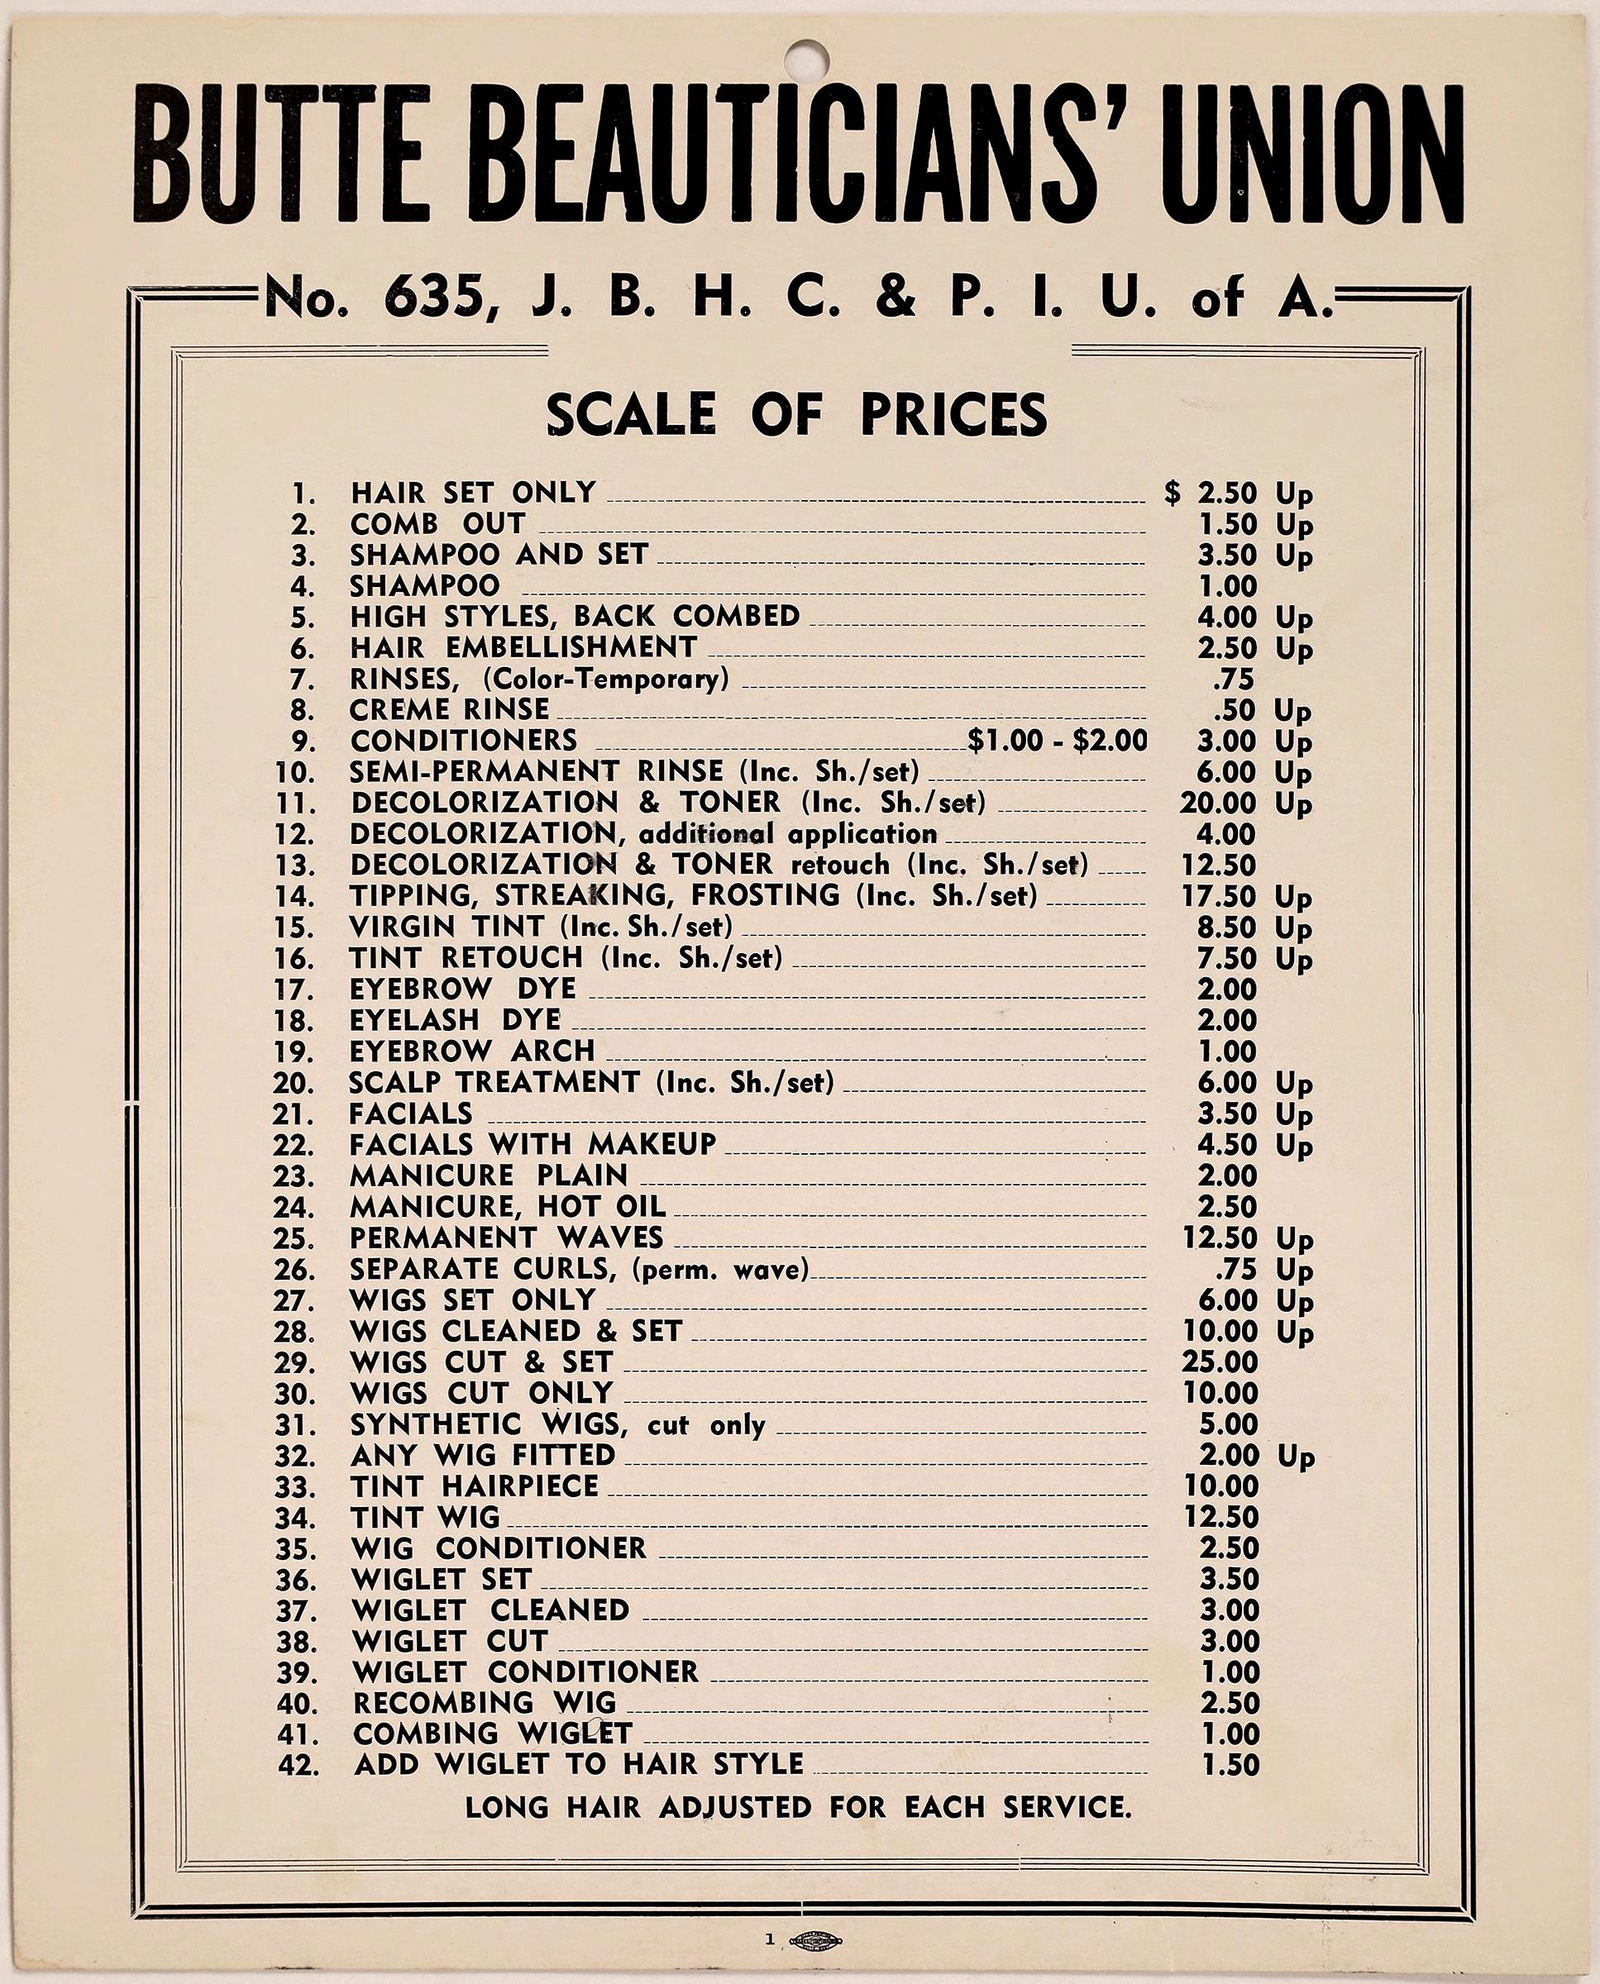 BUTTE BEAUTICIANS' UNION
No. 635, J. B. H. C. & P. I. U. of A.
SCALE OF PRICES
1. HAIR SET ONLY $ 2.50 Up
2. COMB OUT 1.50 Up
3. SHAMPOO AND SET 3.50 Up
4. SHAMPOO 1.00
5. HIGH STYLES, BACK COMBED 4.00 Up
6. HAIR EMBELLISHMENT 2.50 Up
7. RINSES, (Color-Temporary) .75
8. CREME RINSE .50 Up
9. CONDITIONERS $1.00 - $2.00 3.00 Up
10. SEMI-PERMANENT RINSE (Inc. Sh./set) 6.00 Up
11. DECOLORIZATION & TONER (Inc. Sh./set) 20.00 Up
12. DECOLORIZATION, additional application 4.00
13. DECOLORIZATION & TONER retouch (Inc. Sh./set) 12.50
14. TIPPING, STREAKING, FROSTING (Inc. Sh./set) 17.50 Up
15. VIRGIN TINT (Inc. Sh./set) 8.50 Up
16. TINT RETOUCH (Inc. Sh./set) 7.50 Up
17. EYEBROW DYE 2.00
18. EYELASH DYE 2.00
19. EYEBROW ARCH 1.00
20. SCALP TREATMENT (Inc. Sh./set) 6.00 Up
21. FACIALS 3.50 Up
22. FACIALS WITH MAKEUP 4.50 Up
23. MANICURE PLAIN 2.00
24. MANICURE, HOT OIL 2.50
25. PERMANENT WAVES 12.50 Up
26. SEPARATE CURLS, (perm. wave) .75 Up
27. WIGS SET ONLY 6.00 Up
28. WIGS CLEANED & SET 10.00 Up
29. WIGS CUT & SET 25.00
30. WIGS CUT ONLY 10.00
31. SYNTHETIC WIGS, cut only 5.00
32. ANY WIG FITTED 2.00 Up
33. TINT HAIRPIECE 10.00
34. TINT WIG 12.50
35. WIG CONDITIONER 2.50
36. WIGLET SET 3.50
37. WIGLET CLEANED 3.00
38. WIGLET CUT 3.00
39. WIGLET CONDITIONER 1.00
40. RECOMBING WIG 2.50
41. COMBING WIGLET 1.00
42. ADD WIGLET TO HAIR STYLE 1.50
LONG HAIR ADJUSTED FOR EACH SERVICE.
1